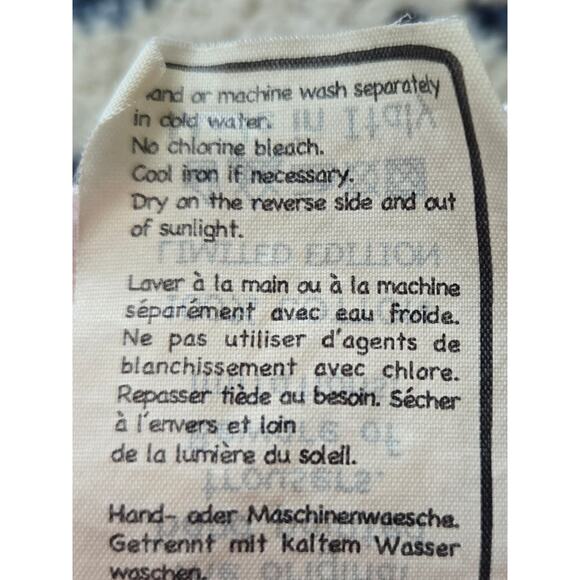 and or machine wash separately
in cold water.
No chlorine bleach.
Cool iron if necessary.
Dry on the reverse side and out
of sunlight.
Laver à la main ou à la machine
séparément avec eau froide.
Ne pas utiliser d'agents de
blanchissement avec chlore.
Repasser tiède au besoin. Sécher
à l'envers et loin
de la lumière du soleil.
Hand- oder Maschinenwaesche.
Getrennt mit kaltem Wasser
waschen.